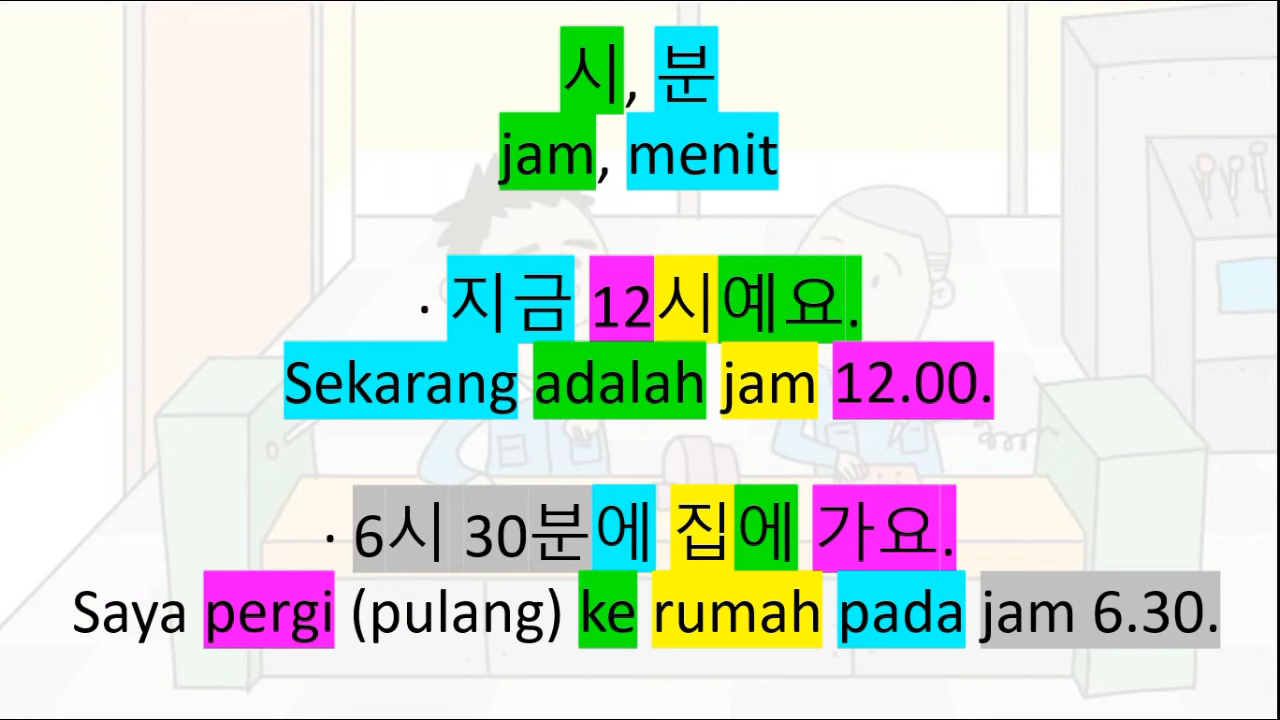 시, 분
jam, menit
· 지금 12시예요.
Sekarang adalah jam 12.00.
· 6시 30분에 집에 가요.
Saya pergi (pulang) ke rumah pada jam 6.30.